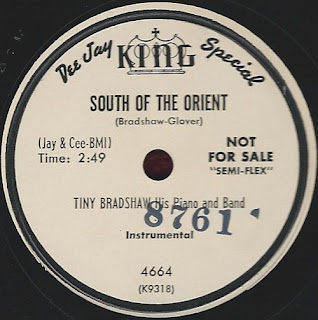 Dee Jay KING Special
SOUTH OF THE ORIENT
(Bradshaw-Glover)
(Jay & Cee-BMI)
Time: 2:49
NOT
FOR SALE
"SEMI-FLEX"
TINY BRADSHAW His Piano and Band
8761
Instrumental
4664
(K9318)